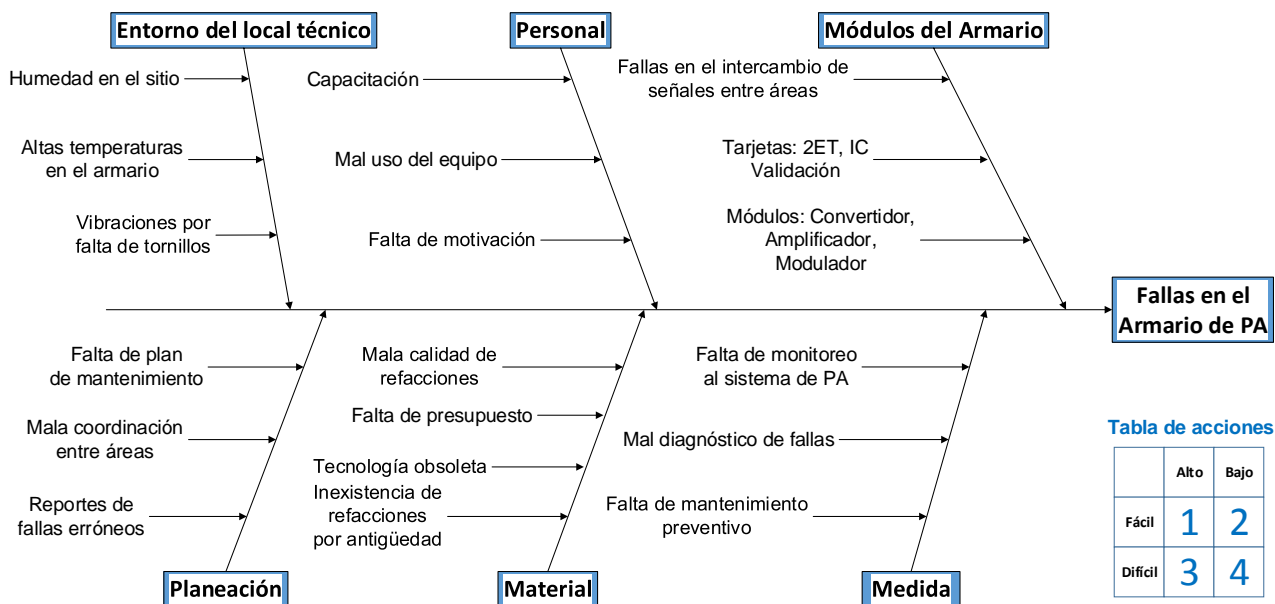 Entorno del local técnico
Humedad en el sitio
Altas temperaturas
en el armario
Vibraciones por
falta de tornillos
Personal
Capacitación
Mal uso del equipo
Falta de motivación
Módulos del Armario
Fallas en el intercambio de
señales entre áreas
Tarjetas: 2ET, IC
Validación
Módulos: Convertidor,
Amplificador,
Modulador
Fallas en el
Armario de PA
Falta de plan
de mantenimiento
Mala coordinación
entre áreas
Reportes de
fallas erróneos
Planeación
Mala calidad de
refacciones
Falta de presupuesto
Tecnología obsoleta
Inexistencia de
refacciones
por antigüedad
Material
Falta de monitoreo
al sistema de PA
Mal diagnóstico de fallas
Falta de mantenimiento
preventivo
Medida
Tabla de acciones
Alto Bajo
Fácil 1 2
Difícil 3 4